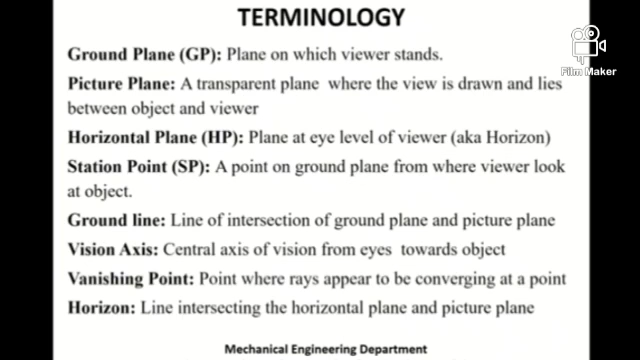 TERMINOLOGY
Film Maker
Ground Plane (GP): Plane on which viewer stands.
Picture Plane: A transparent plane where the view is drawn and lies
between object and viewer
Horizontal Plane (HP): Plane at eye level of viewer (aka Horizon)
Station Point (SP): A point on ground plane from where viewer look
at object.
Ground line: Line of intersection of ground plane and picture plane
Vision Axis: Central axis of vision from eyes towards object
Vanishing Point: Point where rays appear to be converging at a point
Horizon: Line intersecting the horizontal plane and picture plane
Mechanical Engineering Department